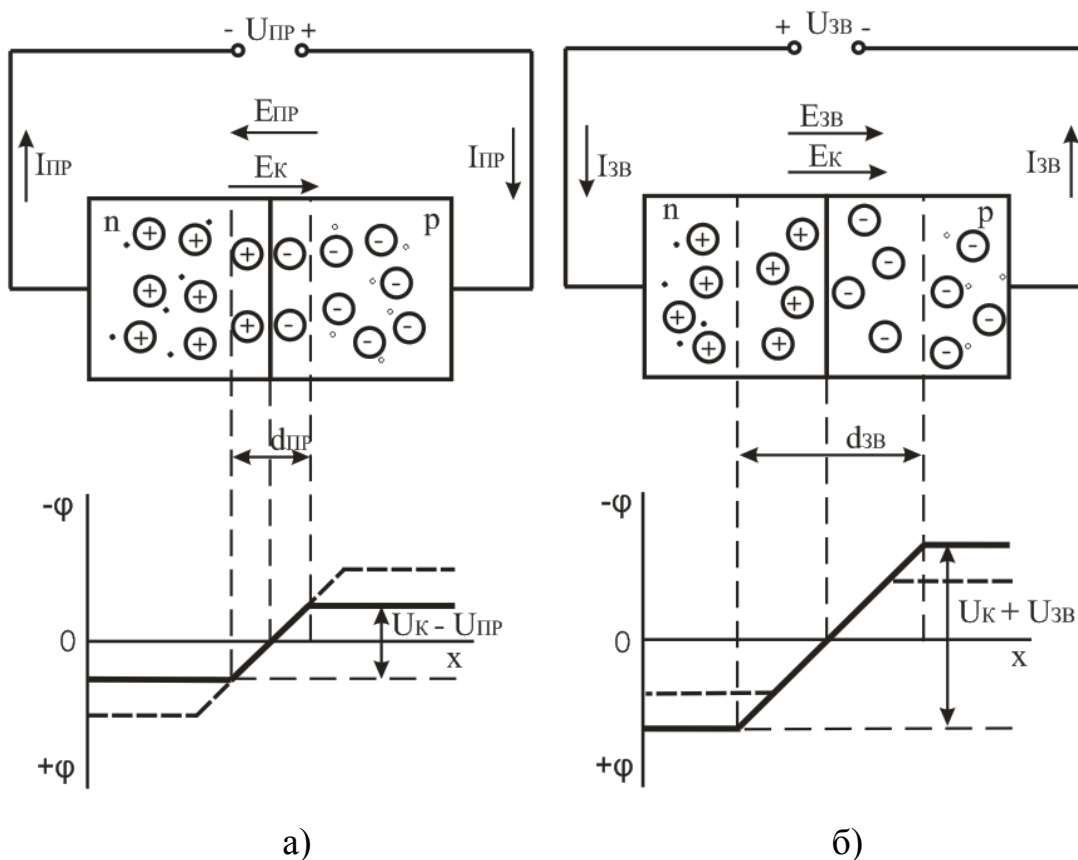 - UПР +
EПР
IПР
IПР
EК
n
p
dПР
-φ
0
UК - UПР
x
+φ
а)
+ UЗВ -
EЗВ
IЗВ
IЗВ
EК
n
p
dЗВ
-φ
0
UК + UЗВ
x
+φ
б)